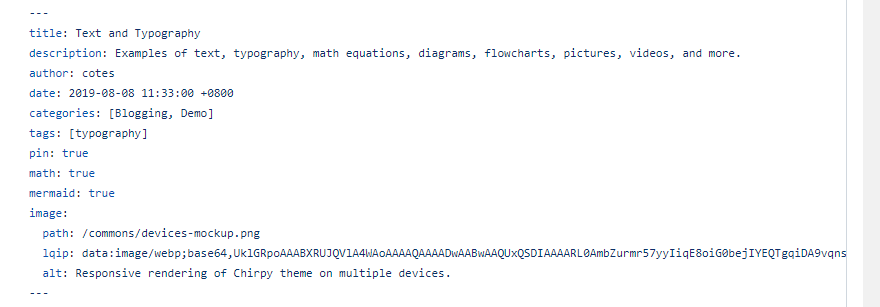 ---
title: Text and Typography
description: Examples of text, typography, math equations, diagrams, flowcharts, pictures, videos, and more.
author: cotes
date: 2019-08-08 11:33:00 +0800
categories: [Blogging, Demo]
tags: [typography]
pin: true
math: true
mermaid: true
image:
  path: /commons/devices-mockup.png
  lqip: data:image/webp;base64,UklGRpoAAABXRUJQVlA4WAoAAAAQAAAADwAABwAAQUxQSDIAAAARL0AmbZurmr57yyIiqE8oiG0bejIYEQTgqiDA9vqns
  alt: Responsive rendering of Chirpy theme on multiple devices.
---